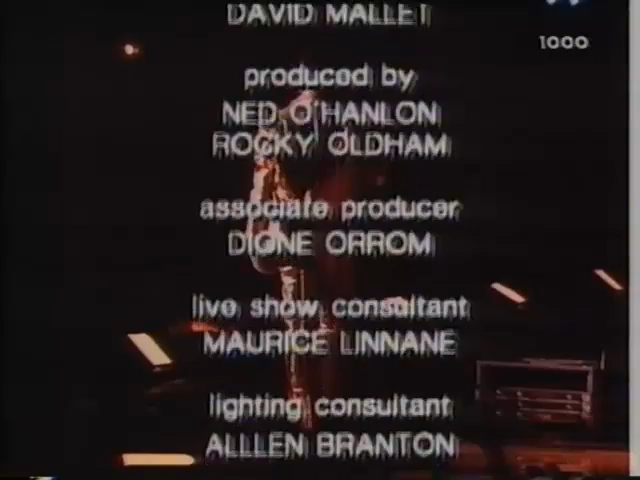 DAVID MALLET
1000
produced by
NED O'HANLON
ROCKY OLDHAM
associate producer
DIONE ORROM
live show consultant
MAURICE LINNANE
lighting consultant
ALLLEN BRANTON